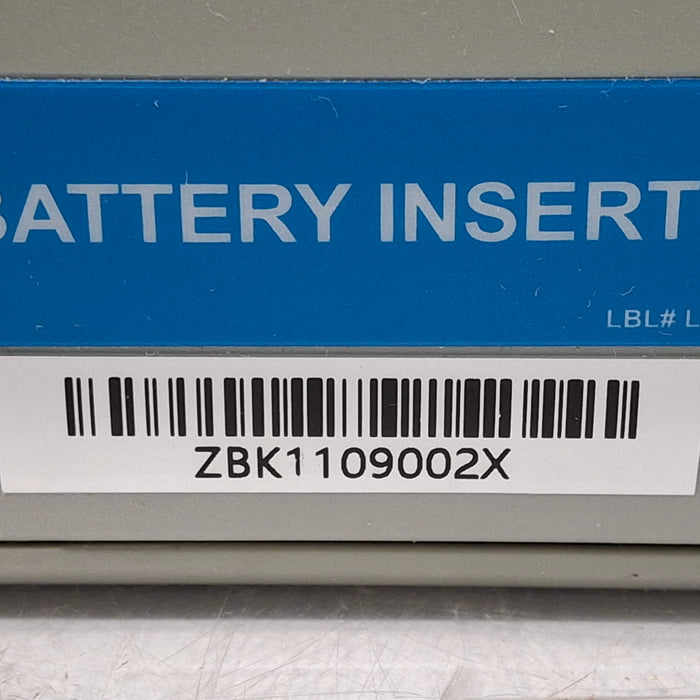 BATTERY INSERT
LBL# L
ZBK1109002X